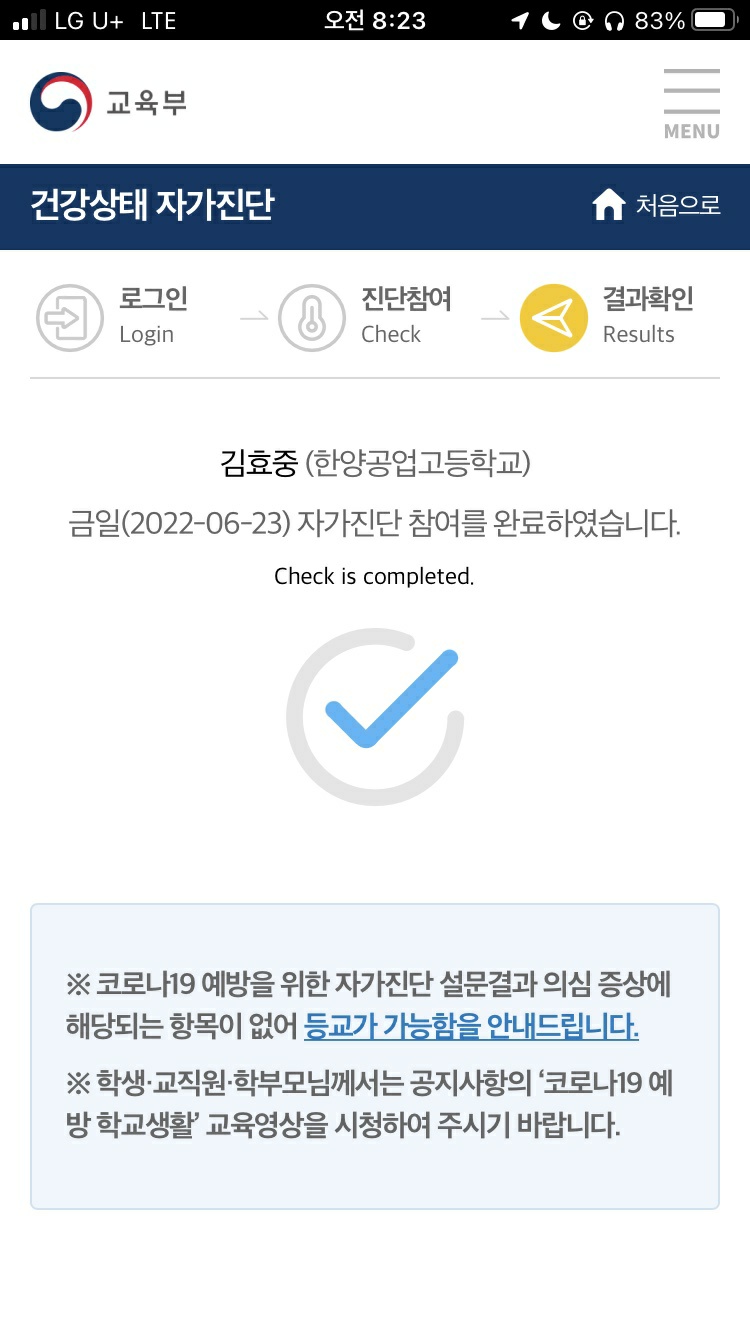 LG U+ LTE 오전 8:23 83%
교육부
MENU
건강상태 자가진단 처음으로
로그인 진단참여 결과확인
Login Check Results
김효중 (한양공업고등학교)
금일(2022-06-23) 자가진단 참여를 완료하였습니다.
Check is completed.
※ 코로나19 예방을 위한 자가진단 설문결과 의심 증상에
해당되는 항목이 없어 등교가 가능함을 안내드립니다.
※ 학생·교직원·학부모님께서는 공지사항의 ‘코로나19 예
방 학교생활’ 교육영상을 시청하여 주시기 바랍니다.